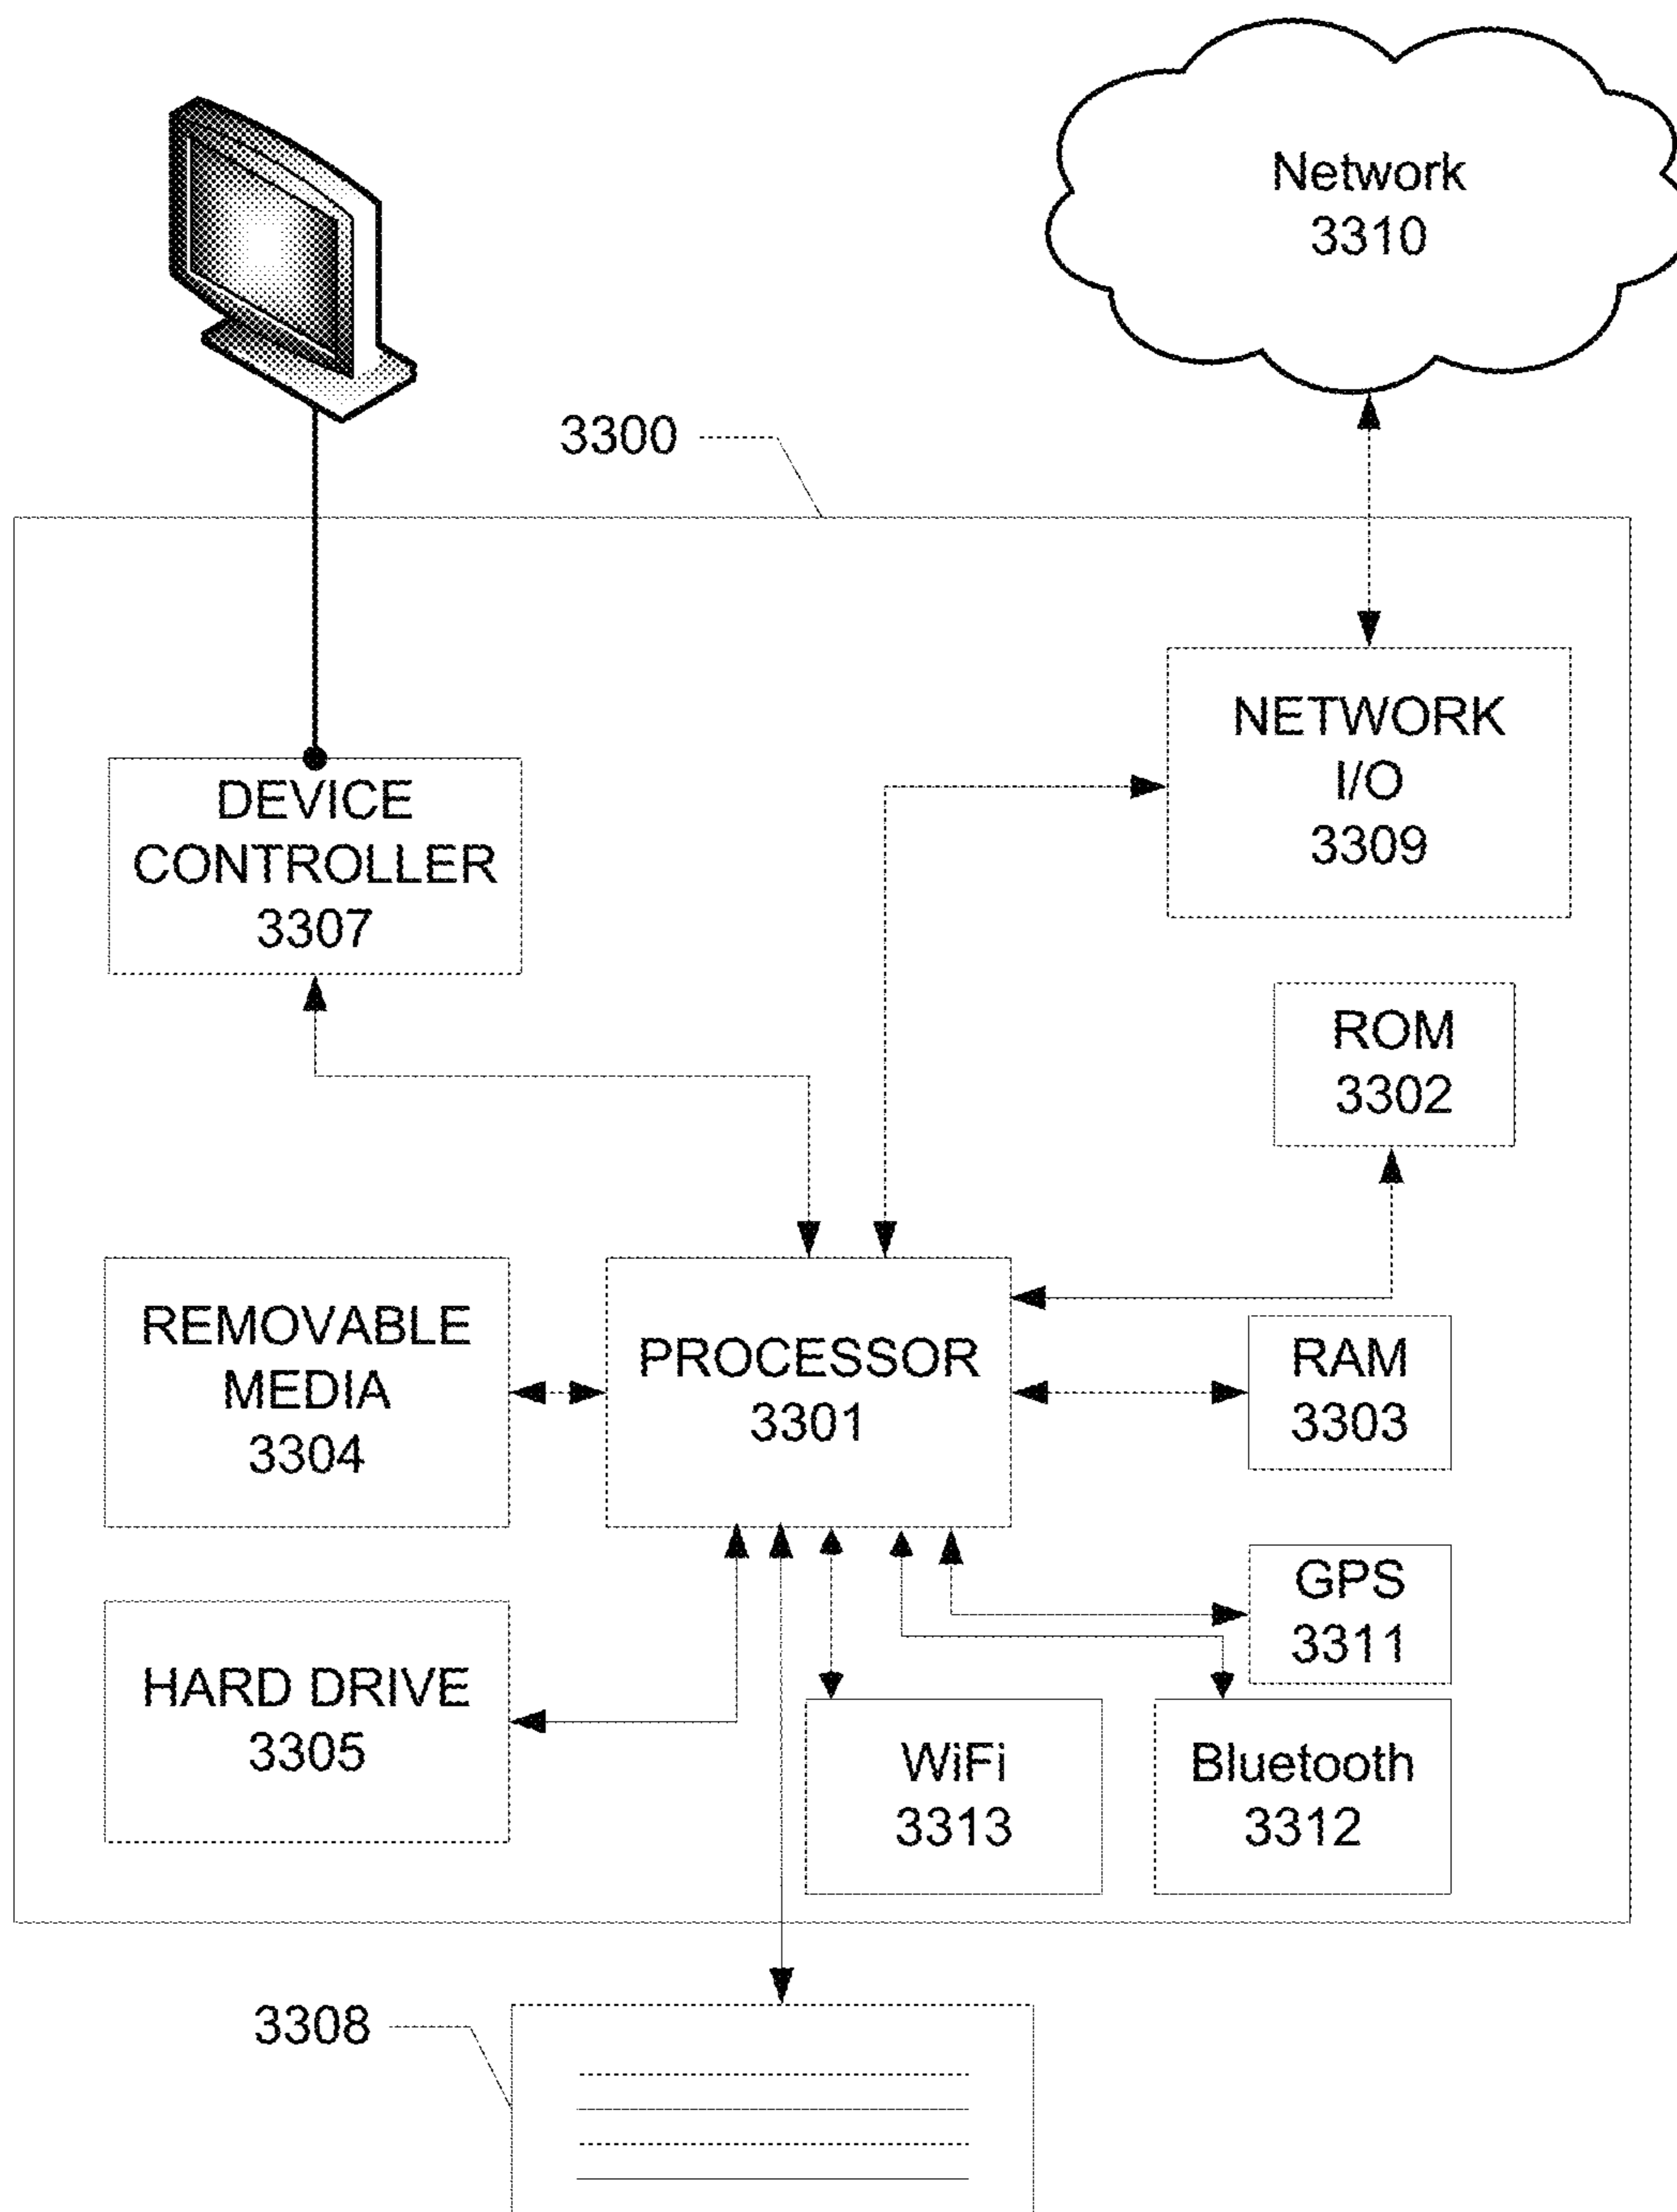 Network
3310
3300
DEVICE
CONTROLLER
3307
NETWORK
I/O
3309
ROM
3302
REMOVABLE
MEDIA
3304
PROCESSOR
3301
RAM
3303
HARD DRIVE
3305
GPS
3311
WiFi
3313
Bluetooth
3312
3308